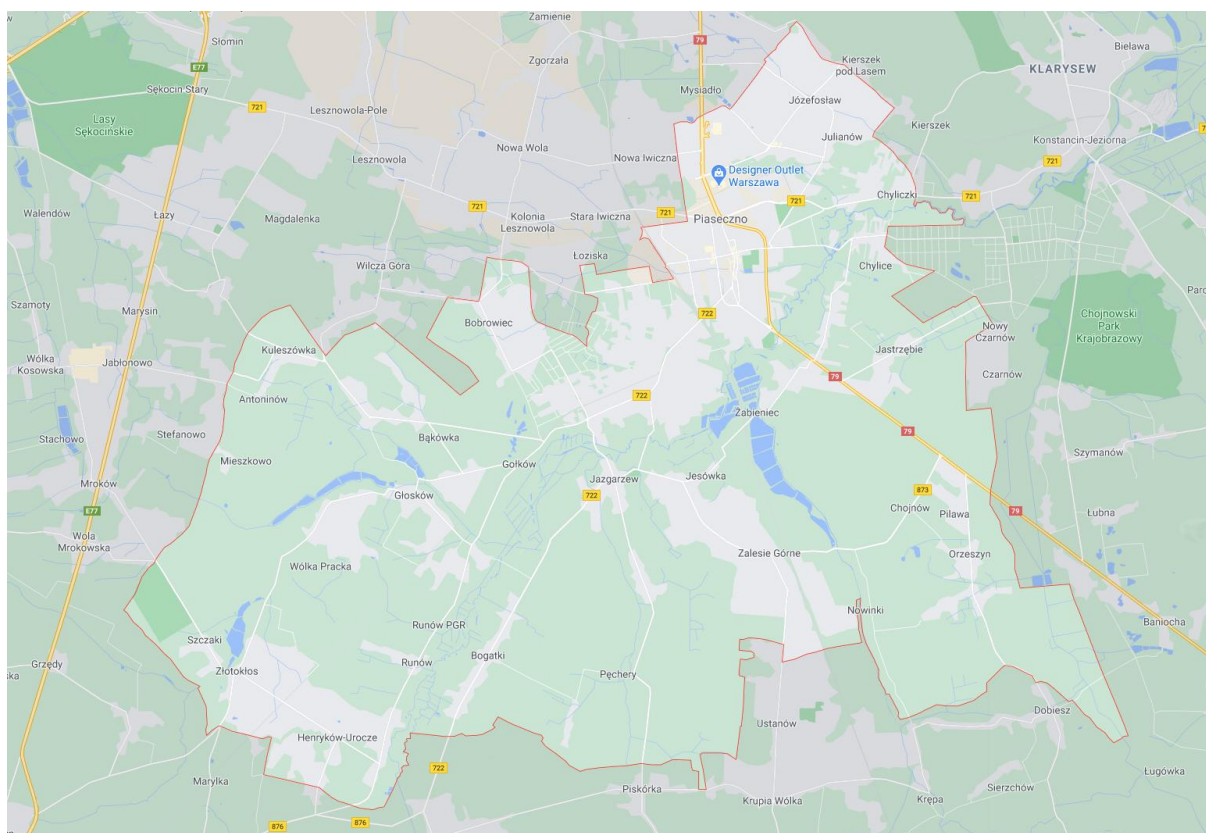 Zamienie
Słomin
79
Kierszek
pod Lasem
Bielawa
E77
Zgorzała
KLARYSEW
Sękocin Stary
Mysiadło
Józefosław
721
Lesznowola-Pole
Lasy
Sękocińskie
Kierszek
Julianów
Konstancin-Jeziorna
Nowa Wola
Lesznowola
Nowa Iwiczna
721
Designer Outlet
Warszawa
Chyliczki
721
721
Walendów
Łazy
Magdalenka
721
Kolonia
Lesznowola
Stara Iwiczna
721
Piaseczno
Łoziska
Wilcza Góra
Chylice
Szamoty
Marysin
722
Chojnowski
Park
Krajobrazowy
Bobrowiec
Nowy
Czarnów
Kuleszówka
Jastrzębie
Wólka
Kosowska
Jabłonowo
Czarnów
79
Antoninów
722
Żabieniec
Stachowo
Stefanowo
Bąkówka
79
Szymanów
Mieszkowo
Gołków
Jazgarzew
Jesówka
Mroków
Głosków
722
873
Chojnów
Pilawa
E77
79
Łubna
Wola
Mrokowska
Zalesie Górne
Orzeszyn
Wólka Pracka
Nowinki
Baniocha
Runów PGR
Szczaki
Bogatki
Grzędy
Złotokłos
Runów
Pęchery
Dobiesz
Ustanów
Henryków-Urocze
722
Ługówka
Marylka
Piskórka
Sierzchów
Krupia Wólka
Krępa
876
876